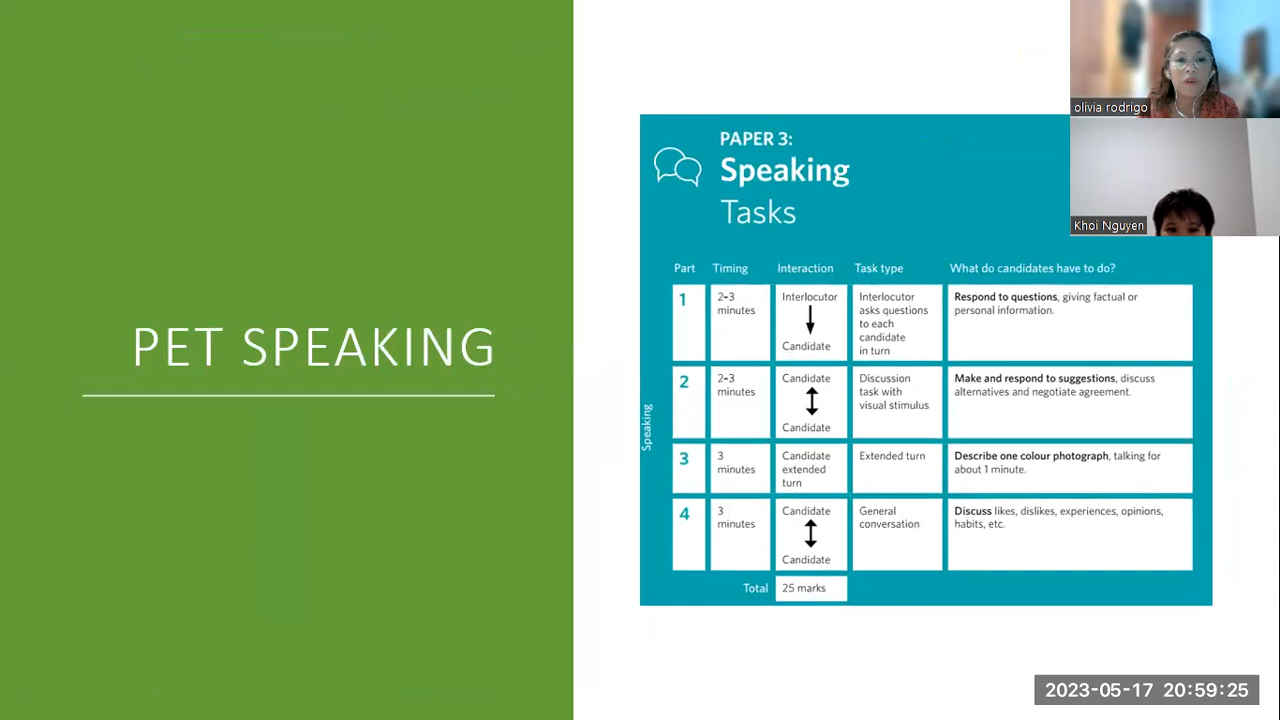 PET SPEAKING
PAPER 3:
Speaking
Tasks
olivia rodrigo
Khoi Nguyen
Part Timing Interaction Task type What do candidates have to do?
Speaking
1
2-3
minutes
Interlocutor
Candidate
Interlocutor
asks questions
to each
candidate
in turn
Respond to questions, giving factual or
personal information.
2
2-3
minutes
Candidate
Candidate
Discussion
task with
visual stimulus
Make and respond to suggestions, discuss
alternatives and negotiate agreement.
3
3
minutes
Candidate
extended
turn
Extended turn
Describe one colour photograph, talking for
about 1 minute.
4
3
minutes
Candidate
Candidate
General
conversation
Discuss likes, dislikes, experiences, opinions,
habits, etc.
Total 25 marks
2023-05-17 20:59:25